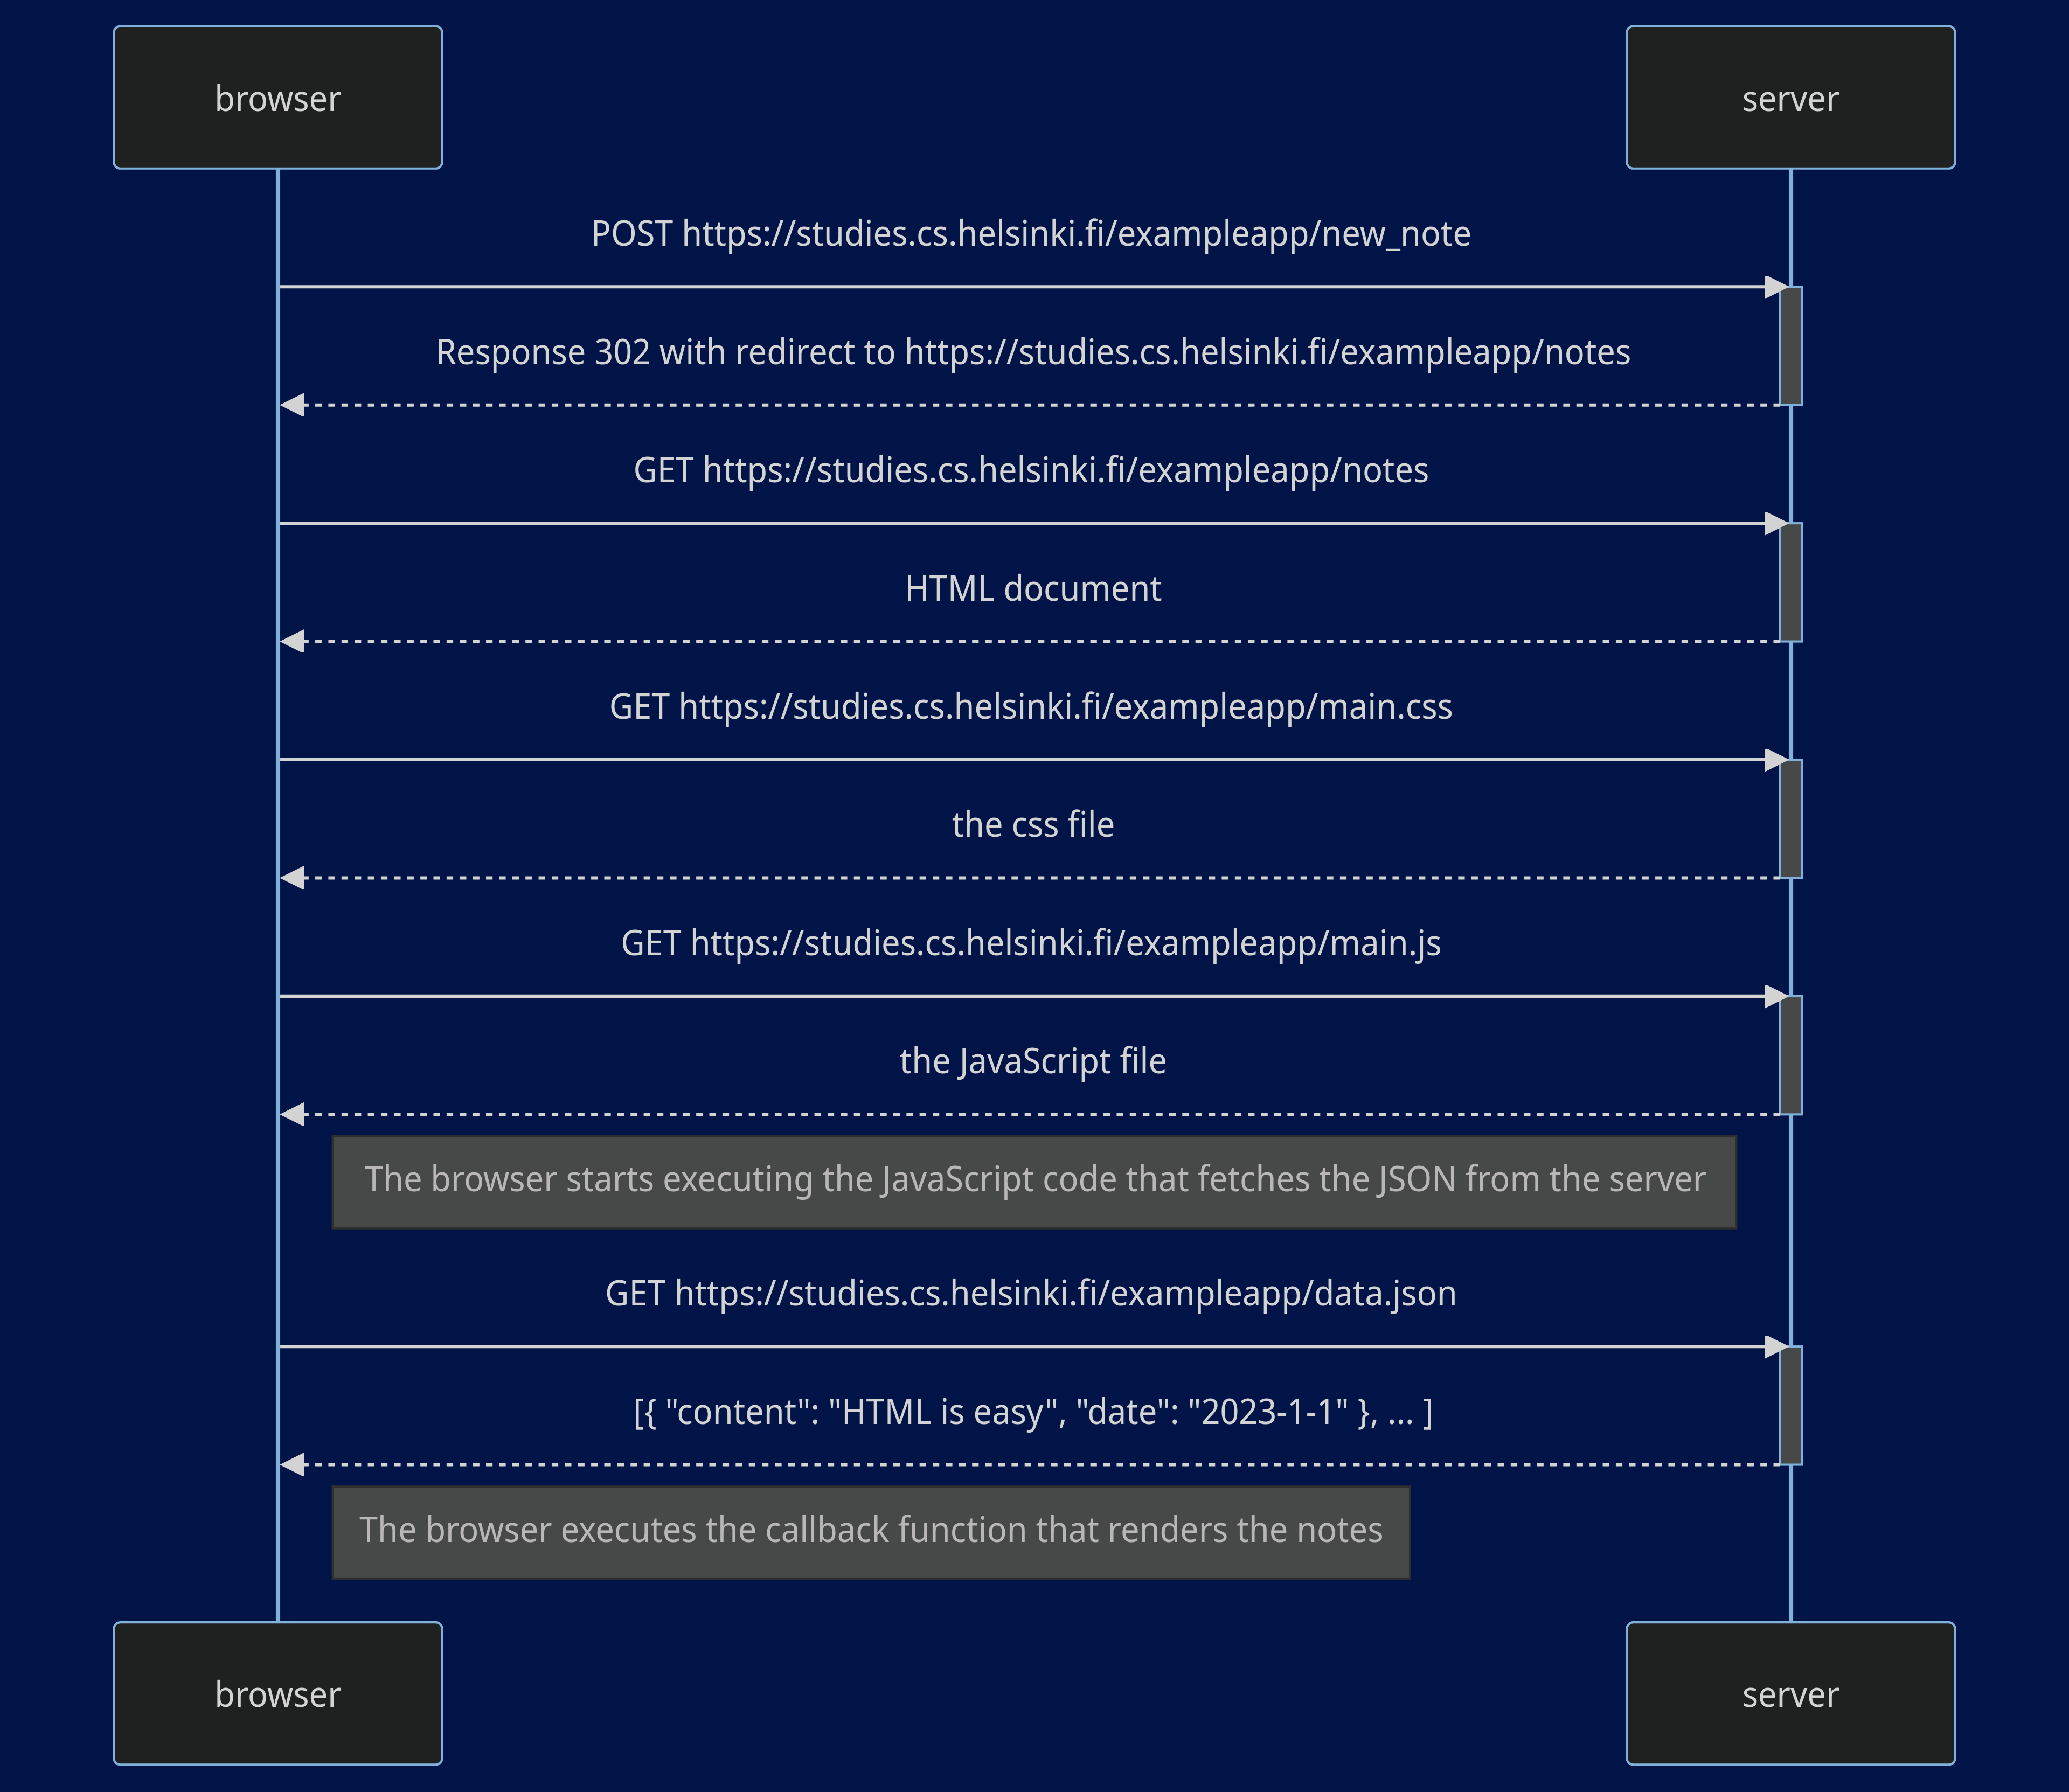 browser
server
POST https://studies.cs.helsinki.fi/exampleapp/new_note
Response 302 with redirect to https://studies.cs.helsinki.fi/exampleapp/notes
GET https://studies.cs.helsinki.fi/exampleapp/notes
HTML document
GET https://studies.cs.helsinki.fi/exampleapp/main.css
the css file
GET https://studies.cs.helsinki.fi/exampleapp/main.js
the JavaScript file
The browser starts executing the JavaScript code that fetches the JSON from the server
GET https://studies.cs.helsinki.fi/exampleapp/data.json
[{ "content": "HTML is easy", "date": "2023-1-1" }, ... ]
The browser executes the callback function that renders the notes
browser
server